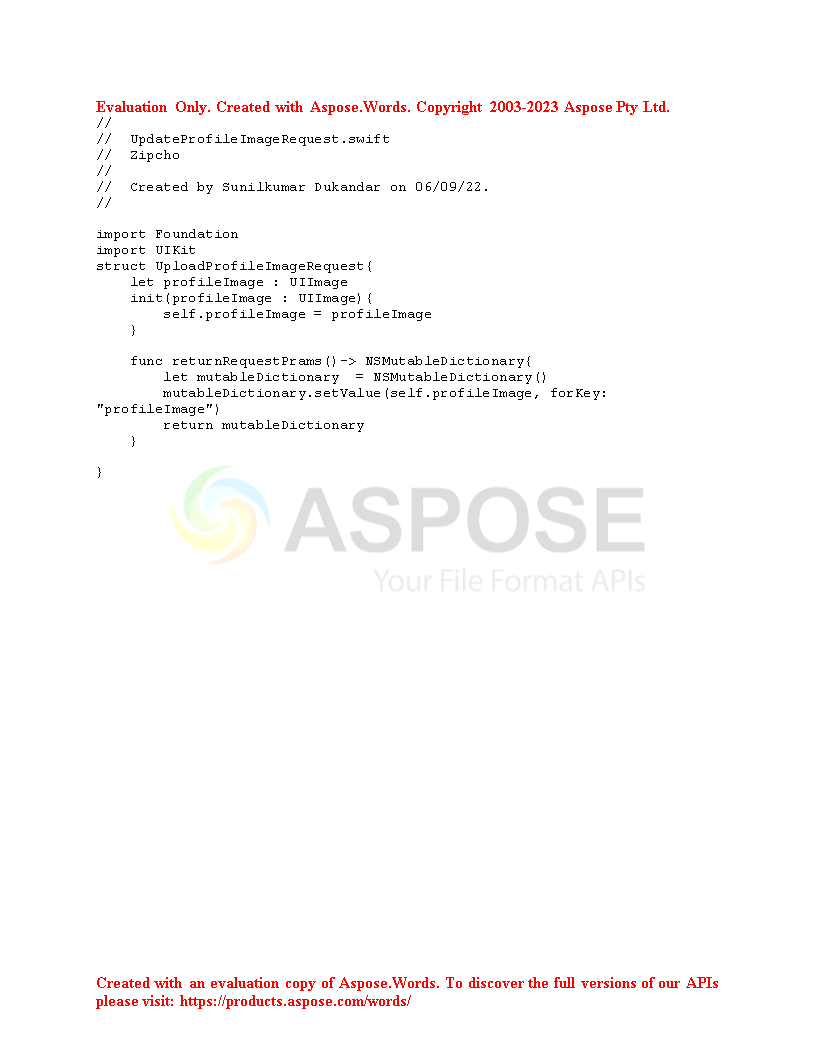 Evaluation Only. Created with Aspose.Words. Copyright 2003-2023 Aspose Pty Ltd.
//
//  UpdateProfileImageRequest.swift
//  Zipcho
//
//  Created by Sunilkumar Dukandar on 06/09/22.
//
import Foundation
import UIKit
struct UploadProfileImageRequest{
    let profileImage : UIImage
    init(profileImage : UIImage){
        self.profileImage = profileImage
    }
    func returnRequestPrams()-> NSMutableDictionary{
        let mutableDictionary  = NSMutableDictionary()
        mutableDictionary.setValue(self.profileImage, forKey:
"profileImage")
        return mutableDictionary
    }
}
ASPOSE
Your File Format APIs
Created with an evaluation copy of Aspose.Words. To discover the full versions of our APIs
please visit: https://products.aspose.com/words/